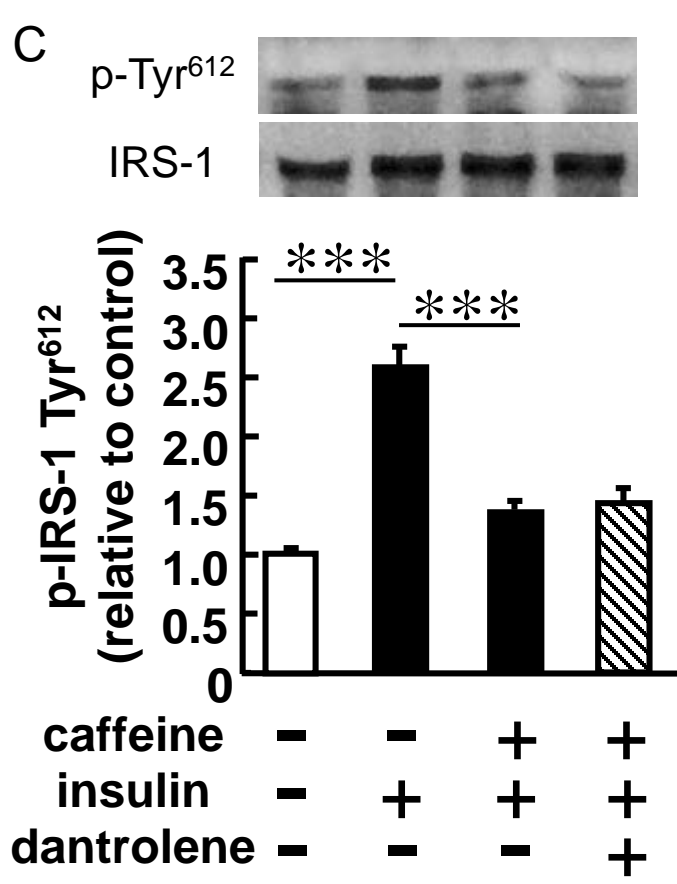 C
p-Tyr⁶¹²
IRS-1
***
***
3.5
3.0
2.5
2.0
1.5
1.0
0.5
0
p-IRS-1 Tyr⁶¹²
(relative to control)
caffeine - - + +
insulin - + + +
dantrolene - - - +